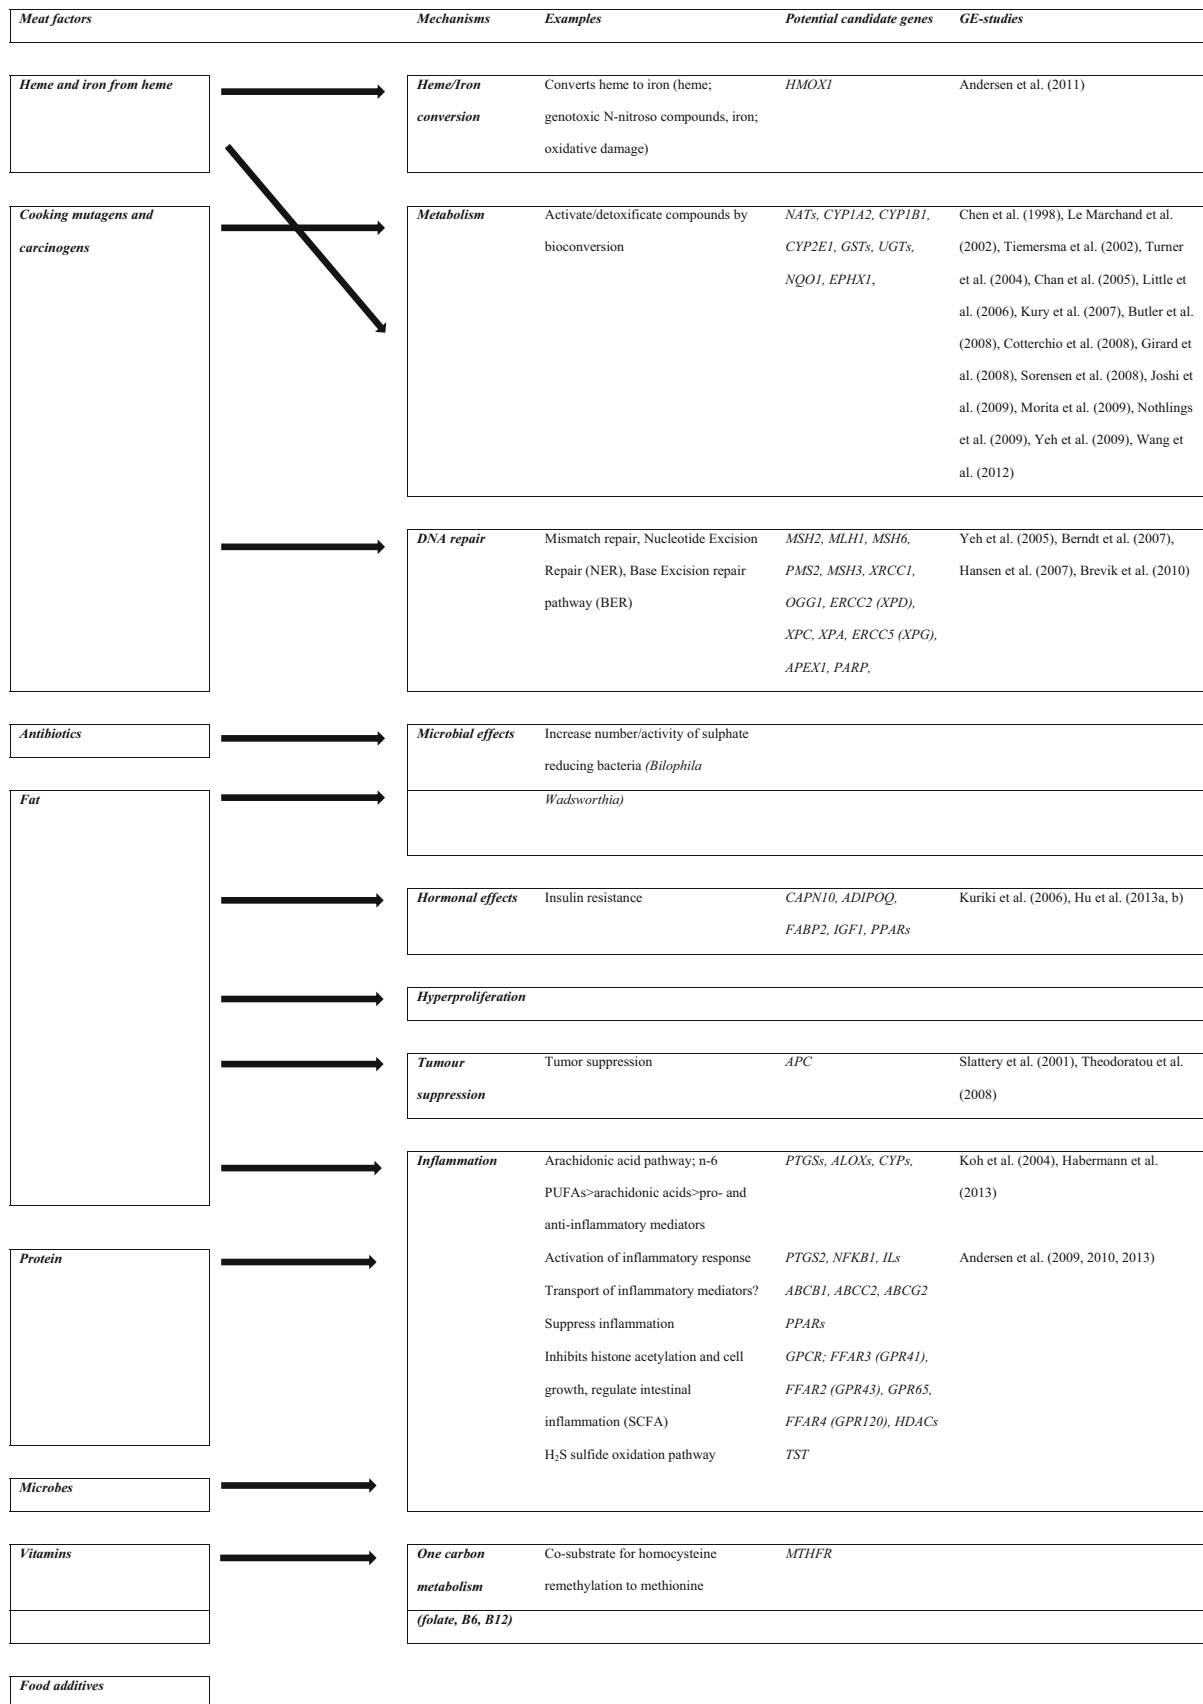 Meat factors Mechanisms Examples Potential candidate genes GE-studies
Heme and iron from heme Heme/Iron Converts heme to iron (heme; HMOX1 Andersen et al. (2011)
conversion genotoxic N-nitroso compounds, iron;
oxidative damage)
Cooking mutagens and Metabolism Activate/detoxificate compounds by NATs, CYP1A2, CYP1B1, Chen et al. (1998), Le Marchand et al.
carcinogens bioconversion CYP2E1, GSTs, UGTs, (2002), Tiemersma et al. (2002), Turner
NQO1, EPHX1, et al. (2004), Chan et al. (2005), Little et
al. (2006), Kury et al. (2007), Butler et al.
(2008), Cotterchio et al. (2008), Girard et
al. (2008), Sorensen et al. (2008), Joshi et
al. (2009), Morita et al. (2009), Nothlings
et al. (2009), Yeh et al. (2009), Wang et
al. (2012)
DNA repair Mismatch repair, Nucleotide Excision MSH2, MLH1, MSH6, Yeh et al. (2005), Berndt et al. (2007),
Repair (NER), Base Excision repair PMS2, MSH3, XRCC1, Hansen et al. (2007), Brevik et al. (2010)
pathway (BER) OGG1, ERCC2 (XPD),
XPC, XPA, ERCC5 (XPG),
APEX1, PARP,
Antibiotics Microbial effects Increase number/activity of sulphate
reducing bacteria (Bilophila
Fat Wadsworthia)
Hormonal effects Insulin resistance CAPN10, ADIPOQ, Kuriki et al. (2006), Hu et al. (2013a, b)
FABP2, IGF1, PPARs
Hyperproliferation
Tumour Tumor suppression APC Slattery et al. (2001), Theodoratou et al.
suppression (2008)
Inflammation Arachidonic acid pathway; n-6 PTGSs, ALOXs, CYPs, Koh et al. (2004), Habermann et al.
PUFAs>arachidonic acids>pro- and (2013)
anti-inflammatory mediators
Protein Activation of inflammatory response PTGS2, NFKB1, ILs Andersen et al. (2009, 2010, 2013)
Transport of inflammatory mediators? ABCB1, ABCC2, ABCG2
Suppress inflammation PPARs
Inhibits histone acetylation and cell GPCR; FFAR3 (GPR41),
growth, regulate intestinal FFAR2 (GPR43), GPR65,
inflammation (SCFA) FFAR4 (GPR120), HDACs
H2S sulfide oxidation pathway TST
Microbes
Vitamins One carbon Co-substrate for homocysteine MTHFR
metabolism remethylation to methionine
(folate, B6, B12)
Food additives